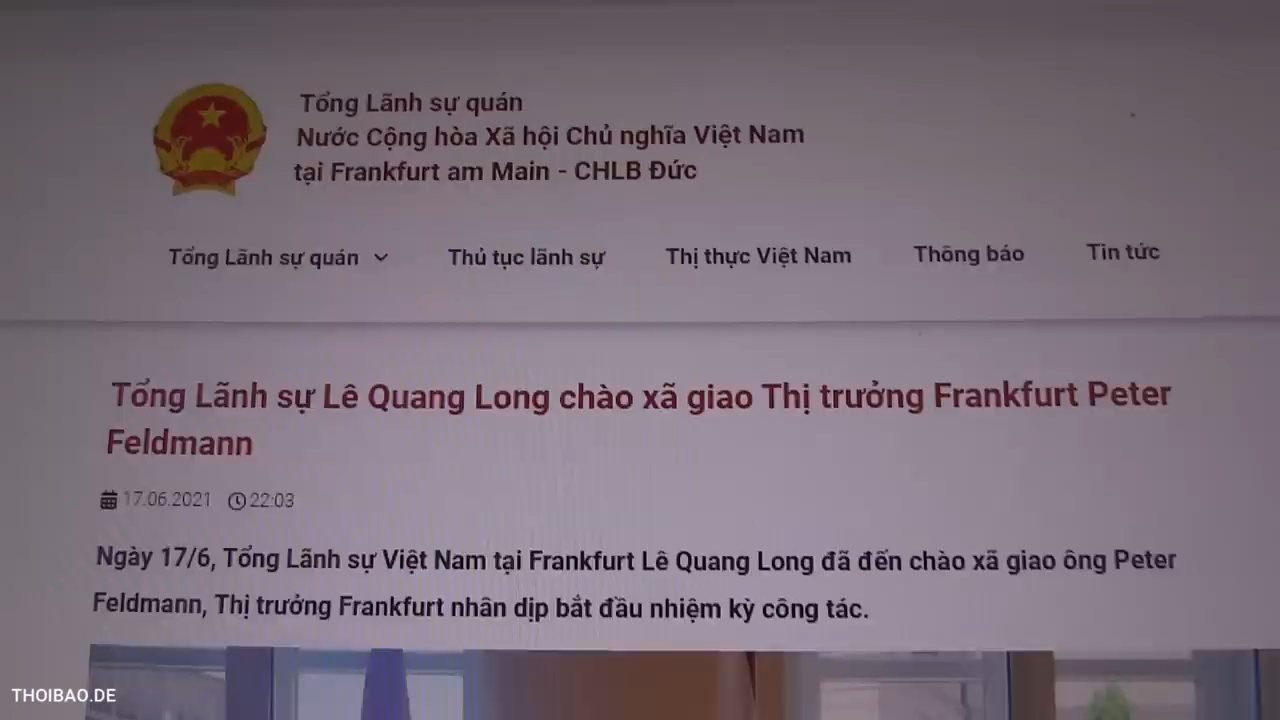 Tổng Lãnh sự quán
Nước Cộng hòa Xã hội Chủ nghĩa Việt Nam
tại Frankfurt am Main - CHLB Đức
Tổng Lãnh sự quán
Thủ tục lãnh sự
Thị thực Việt Nam
Thông báo
Tin tức
Tổng Lãnh sự Lê Quang Long chào xã giao Thị trưởng Frankfurt Peter
Feldmann
17.06.2021 22:03
Ngày 17/6, Tổng Lãnh sự Việt Nam tại Frankfurt Lê Quang Long đã đến chào xã giao ông Peter
Feldmann, Thị trưởng Frankfurt nhân dịp bắt đầu nhiệm kỳ công tác.
THOIBAO.DE